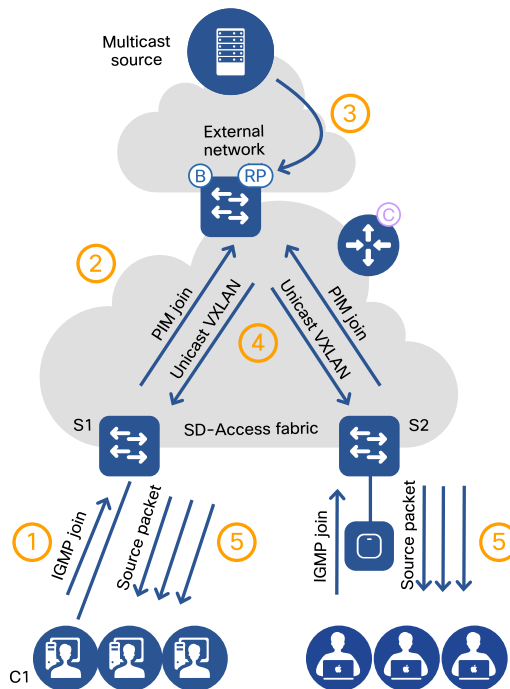 Multicast
source
3
External
network
B
RP
C
2
PIM join
Unicast VXLAN
4
Unicast VXLAN
PIM join
S1
SD-Access fabric
S2
1
IGMP join
Source packet
5
IGMP join
Source packet
5
C1